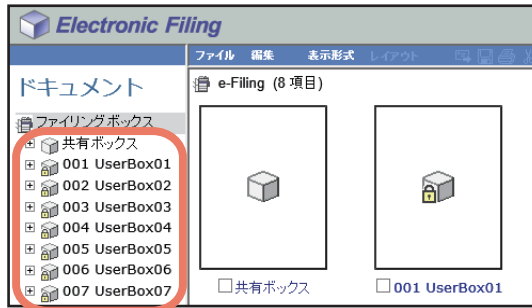 Electronic Filing
ファイル 編集 表示形式 レイアウト
ドキュメント
e-Filing (8 項目)
ファイリングボックス
共有ボックス
001 UserBox01
002 UserBox02
003 UserBox03
004 UserBox04
005 UserBox05
006 UserBox06
007 UserBox07
共有ボックス
001 UserBox01